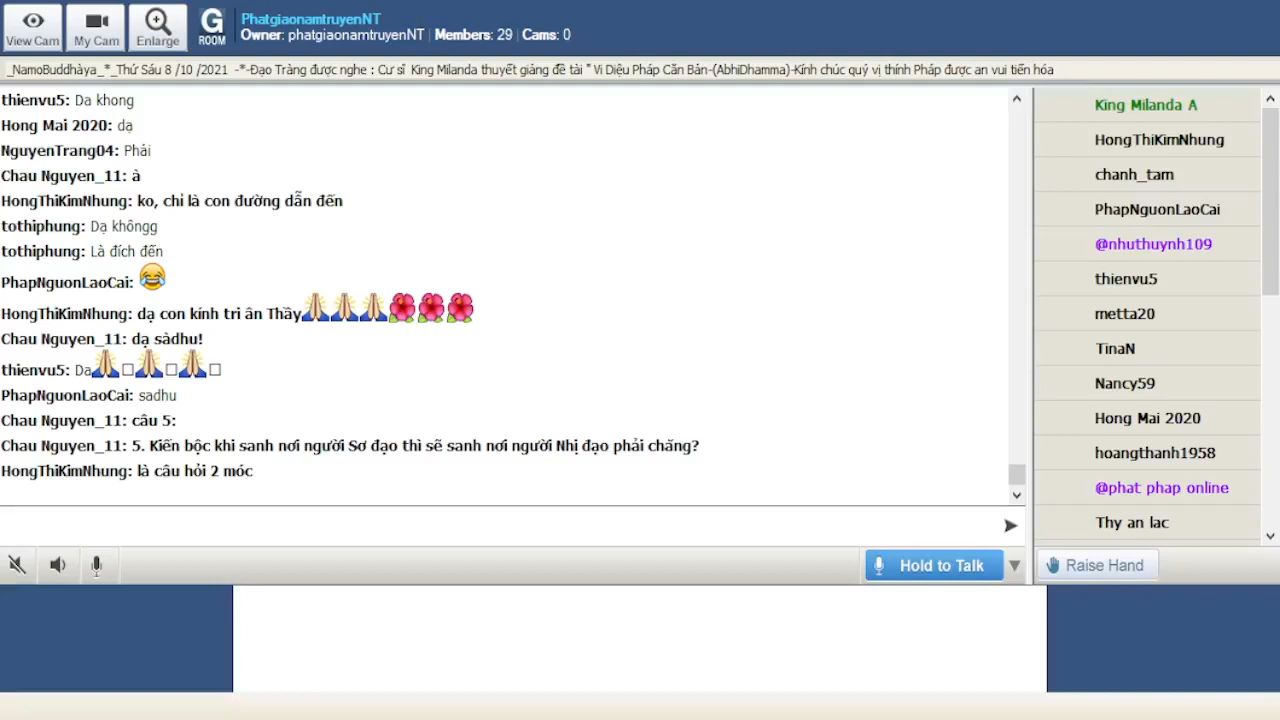 View Cam
My Cam
Enlarge
G
ROOM
PhatgiaonamtruyenNT
Owner: phatgiaonamtruyenNT | Members: 29 | Cams: 0
_NamoBuddhàya_*_Thứ Sáu 8 /10 /2021 -*-Đạo Tràng được nghe : Cư sĩ King Milanda thuyết giảng đề tài " Vi Diệu Pháp Căn Bản-(AbhiDhamma)-Kính chúc quý vị thính Pháp được an vui tiến hóa
thienvu5: Da khong
Hong Mai 2020: dạ
NguyenTrang04: Phải
Chau Nguyen_11: à
HongThiKimNhung: ko, chỉ là con đường dẫn đến
tothiphung: Dạ khôngg
tothiphung: Là đích đến
PhapNguonLaoCai:
HongThiKimNhung: dạ con kính tri ân Thầy
Chau Nguyen_11: dạ sàdhu!
thienvu5: Da
PhapNguonLaoCai: sadhu
Chau Nguyen_11: câu 5:
Chau Nguyen_11: 5. Kiến bộc khi sanh nơi người Sơ đạo thì sẽ sanh nơi người Nhị đạo phải chăng?
HongThiKimNhung: là câu hỏi 2 móc
King Milanda A
HongThiKimNhung
chanh_tam
PhapNguonLaoCai
@nhuthuynh109
thienvu5
metta20
TinaN
Nancy59
Hong Mai 2020
hoangthanh1958
@phat phap online
Thy an lac
Hold to Talk
Raise Hand